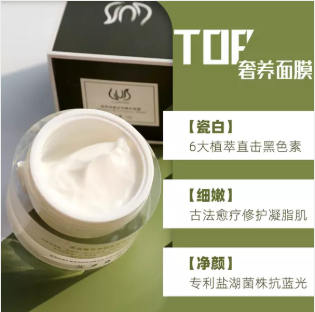 TOP
奢养面膜
【瓷白】
6大植萃直击黑色素
【细嫩】
古法愈疗修护凝脂肌
【净颜】
专利盐湖菌株抗蓝光